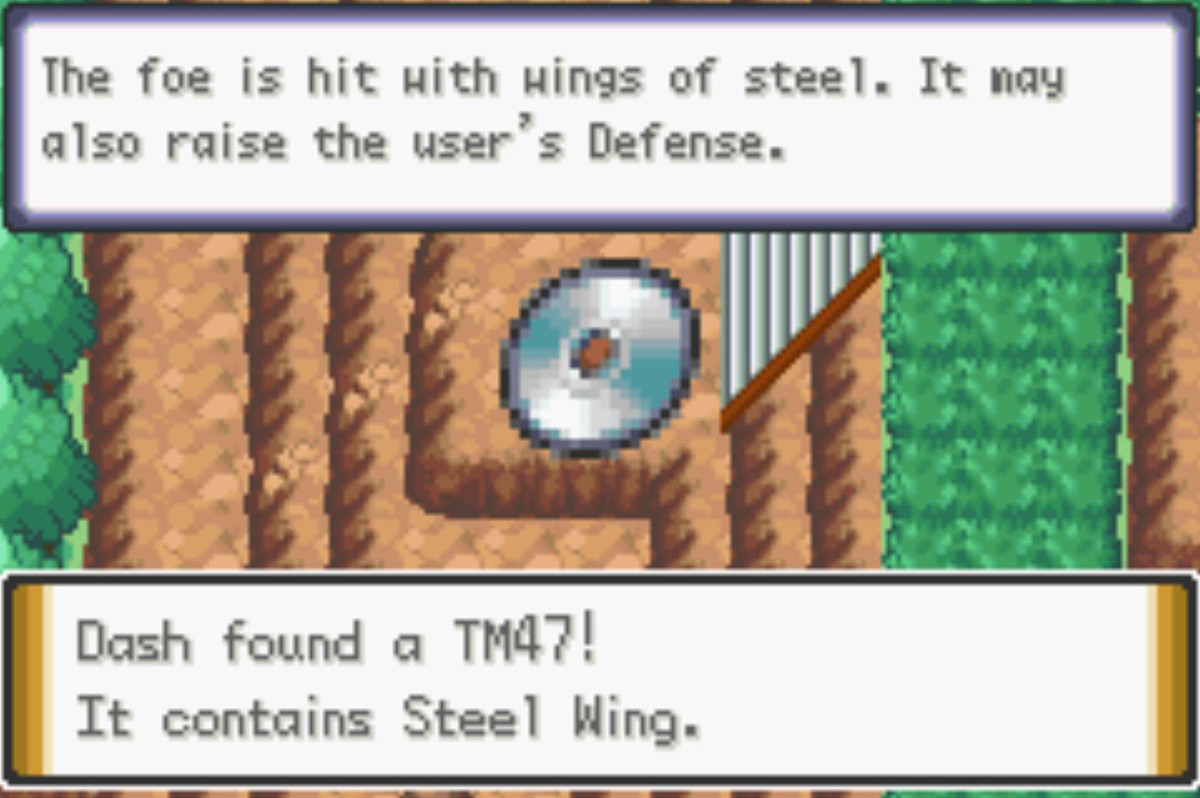 The foe is hit with wings of steel. It may
also raise the user's Defense.
Dash found a TM47!
It contains Steel Wing.